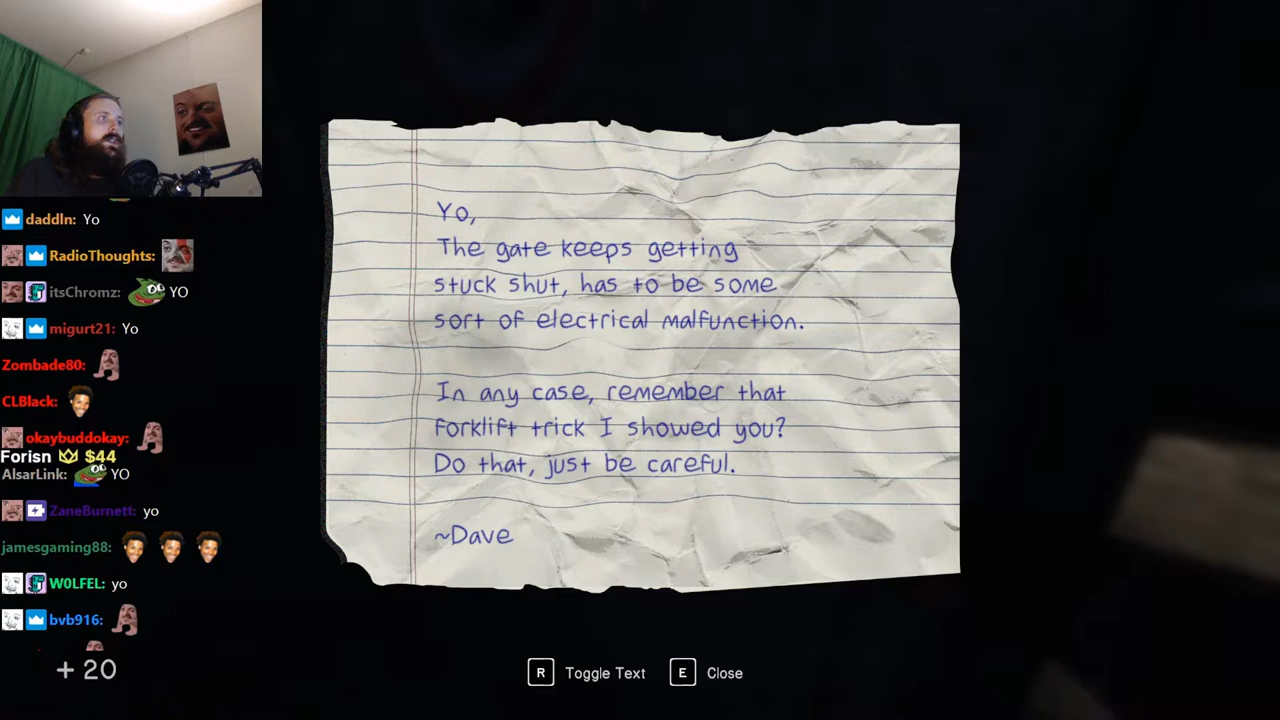 daddln: Yo
RadioThoughts:
itsChromz: YO
migurt21: Yo
Zombade80:
CLBlack:
okaybuddokay:
Forisn $44
AlsarLink: YO
ZaneBurnett: yo
jamesgaming88:
W0LFEL: yo
bvb916:
+ 20
Yo,
The gate keeps getting
stuck shut, has to be some
sort of electrical malfunction.
In any case, remember that
forklift trick I showed you?
Do that, just be careful.
~Dave
R Toggle Text E Close